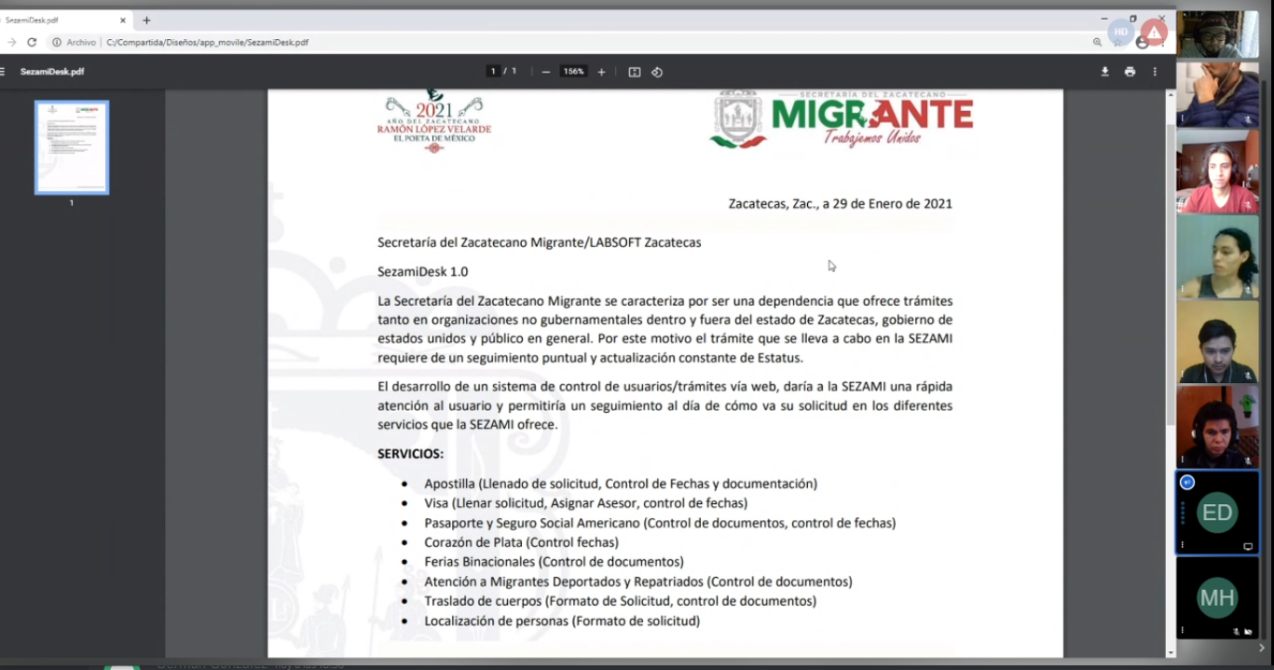 SezamiDesk.pdf
Archivo | C:/Compartida/Diseños/app_movile/SezamiDesk.pdf
BD
SezamiDesk.pdf
1 / 1
156%
1
2021
AÑO DEL ZACATECANO
RAMÓN LÓPEZ VELARDE
EL POETA DE MÉXICO
SECRETARÍA DEL ZACATECANO
MIGRANTE
Trabajemos Unidos
Zacatecas, Zac., a 29 de Enero de 2021
Secretaría del Zacatecano Migrante/LABSOFT Zacatecas
SezamiDesk 1.0
La Secretaría del Zacatecano Migrante se caracteriza por ser una dependencia que ofrece trámites
tanto en organizaciones no gubernamentales dentro y fuera del estado de Zacatecas, gobierno de
estados unidos y público en general. Por este motivo el trámite que se lleva a cabo en la SEZAMI
requiere de un seguimiento puntual y actualización constante de Estatus.
El desarrollo de un sistema de control de usuarios/trámites vía web, daría a la SEZAMI una rápida
atención al usuario y permitiría un seguimiento al día de cómo va su solicitud en los diferentes
servicios que la SEZAMI ofrece.
SERVICIOS:
• Apostilla (Llenado de solicitud, Control de Fechas y documentación)
• Visa (Llenar solicitud, Asignar Asesor, control de fechas)
• Pasaporte y Seguro Social Americano (Control de documentos, control de fechas)
• Corazón de Plata (Control fechas)
• Ferias Binacionales (Control de documentos)
• Atención a Migrantes Deportados y Repatriados (Control de documentos)
• Traslado de cuerpos (Formato de Solicitud, control de documentos)
• Localización de personas (Formato de solicitud)
ED
MH